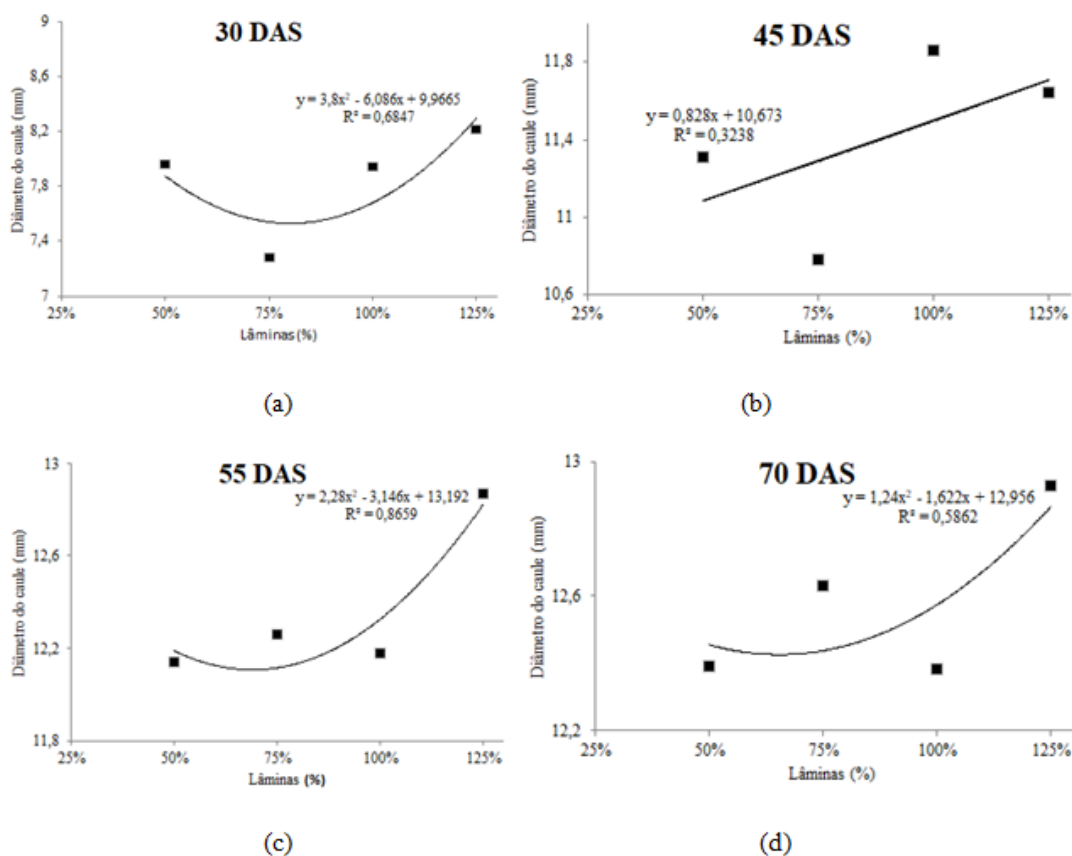 30 DAS
Diâmetro do caule (mm)
9
8,6
8,2
7,8
7,4
7
y = 3,8x² - 6,086x + 9,9665
R² = 0,6847
25%
50%
75%
100%
125%
Lâminas (%)
(a)
45 DAS
Diâmetro do caule (mm)
11,8
11,4
11
10,6
y = 0,828x + 10,673
R² = 0,3238
25%
50%
75%
100%
125%
Lâminas (%)
(b)
55 DAS
Diâmetro do caule (mm)
13
12,6
12,2
11,8
y = 2,28x² - 3,146x + 13,192
R² = 0,8659
25%
50%
75%
100%
125%
Lâminas (%)
(c)
70 DAS
Diâmetro do caule (mm)
13
12,6
12,2
y = 1,24x² - 1,622x + 12,956
R² = 0,5862
25%
50%
75%
100%
125%
Lâminas (%)
(d)